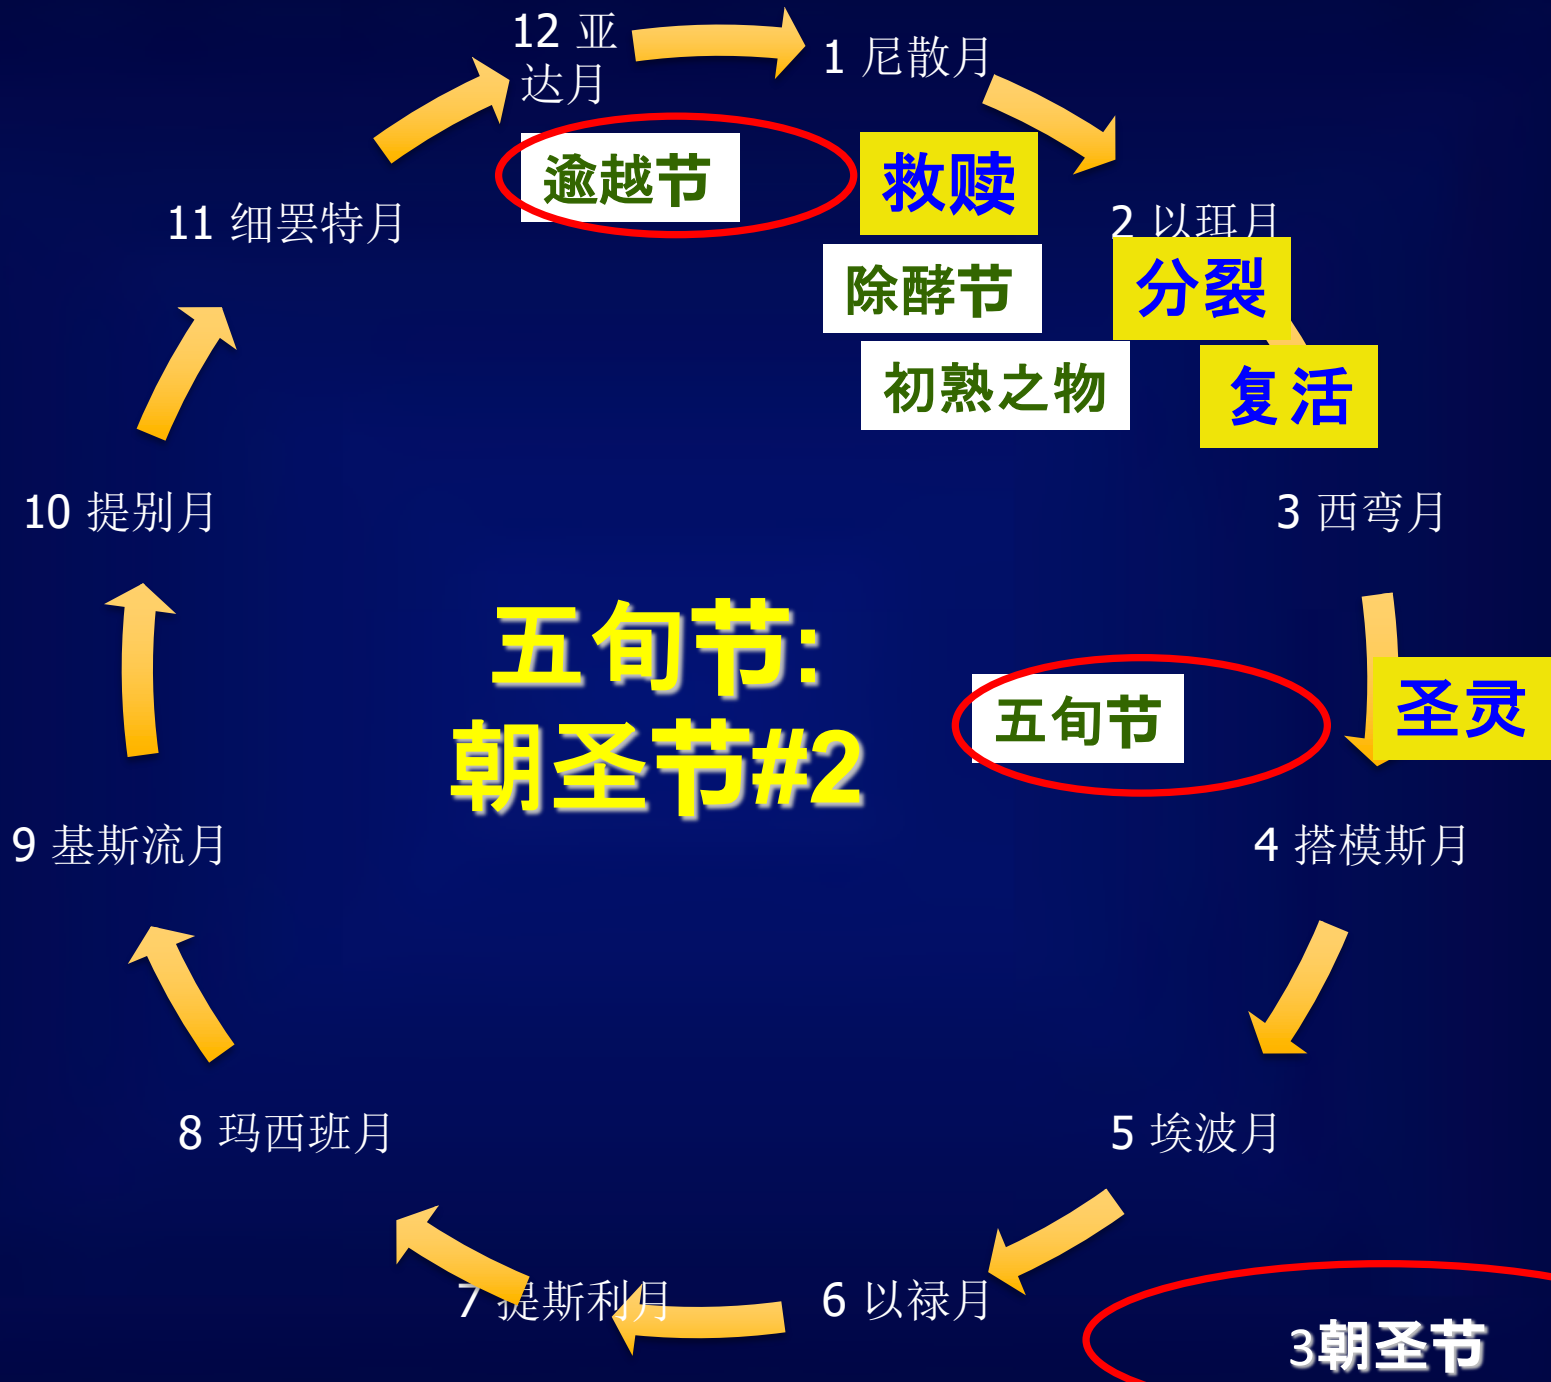 12 亚
达月
1 尼散月
逾越节
救赎
11 细罢特月
2 以珥月
除酵节
分裂
初熟之物
复活
10 提别月
3 西弯月
五旬节:
朝圣节#2
五旬节
圣灵
9 基斯流月
4 搭模斯月
8 玛西班月
5 埃波月
7 提斯利月
6 以禄月
3朝圣节